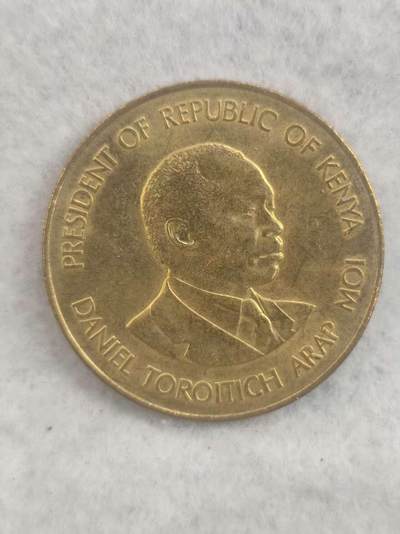 PRESIDENT OF REPUBLIC OF KENYA
DANIEL TOROITICH ARAP MOI